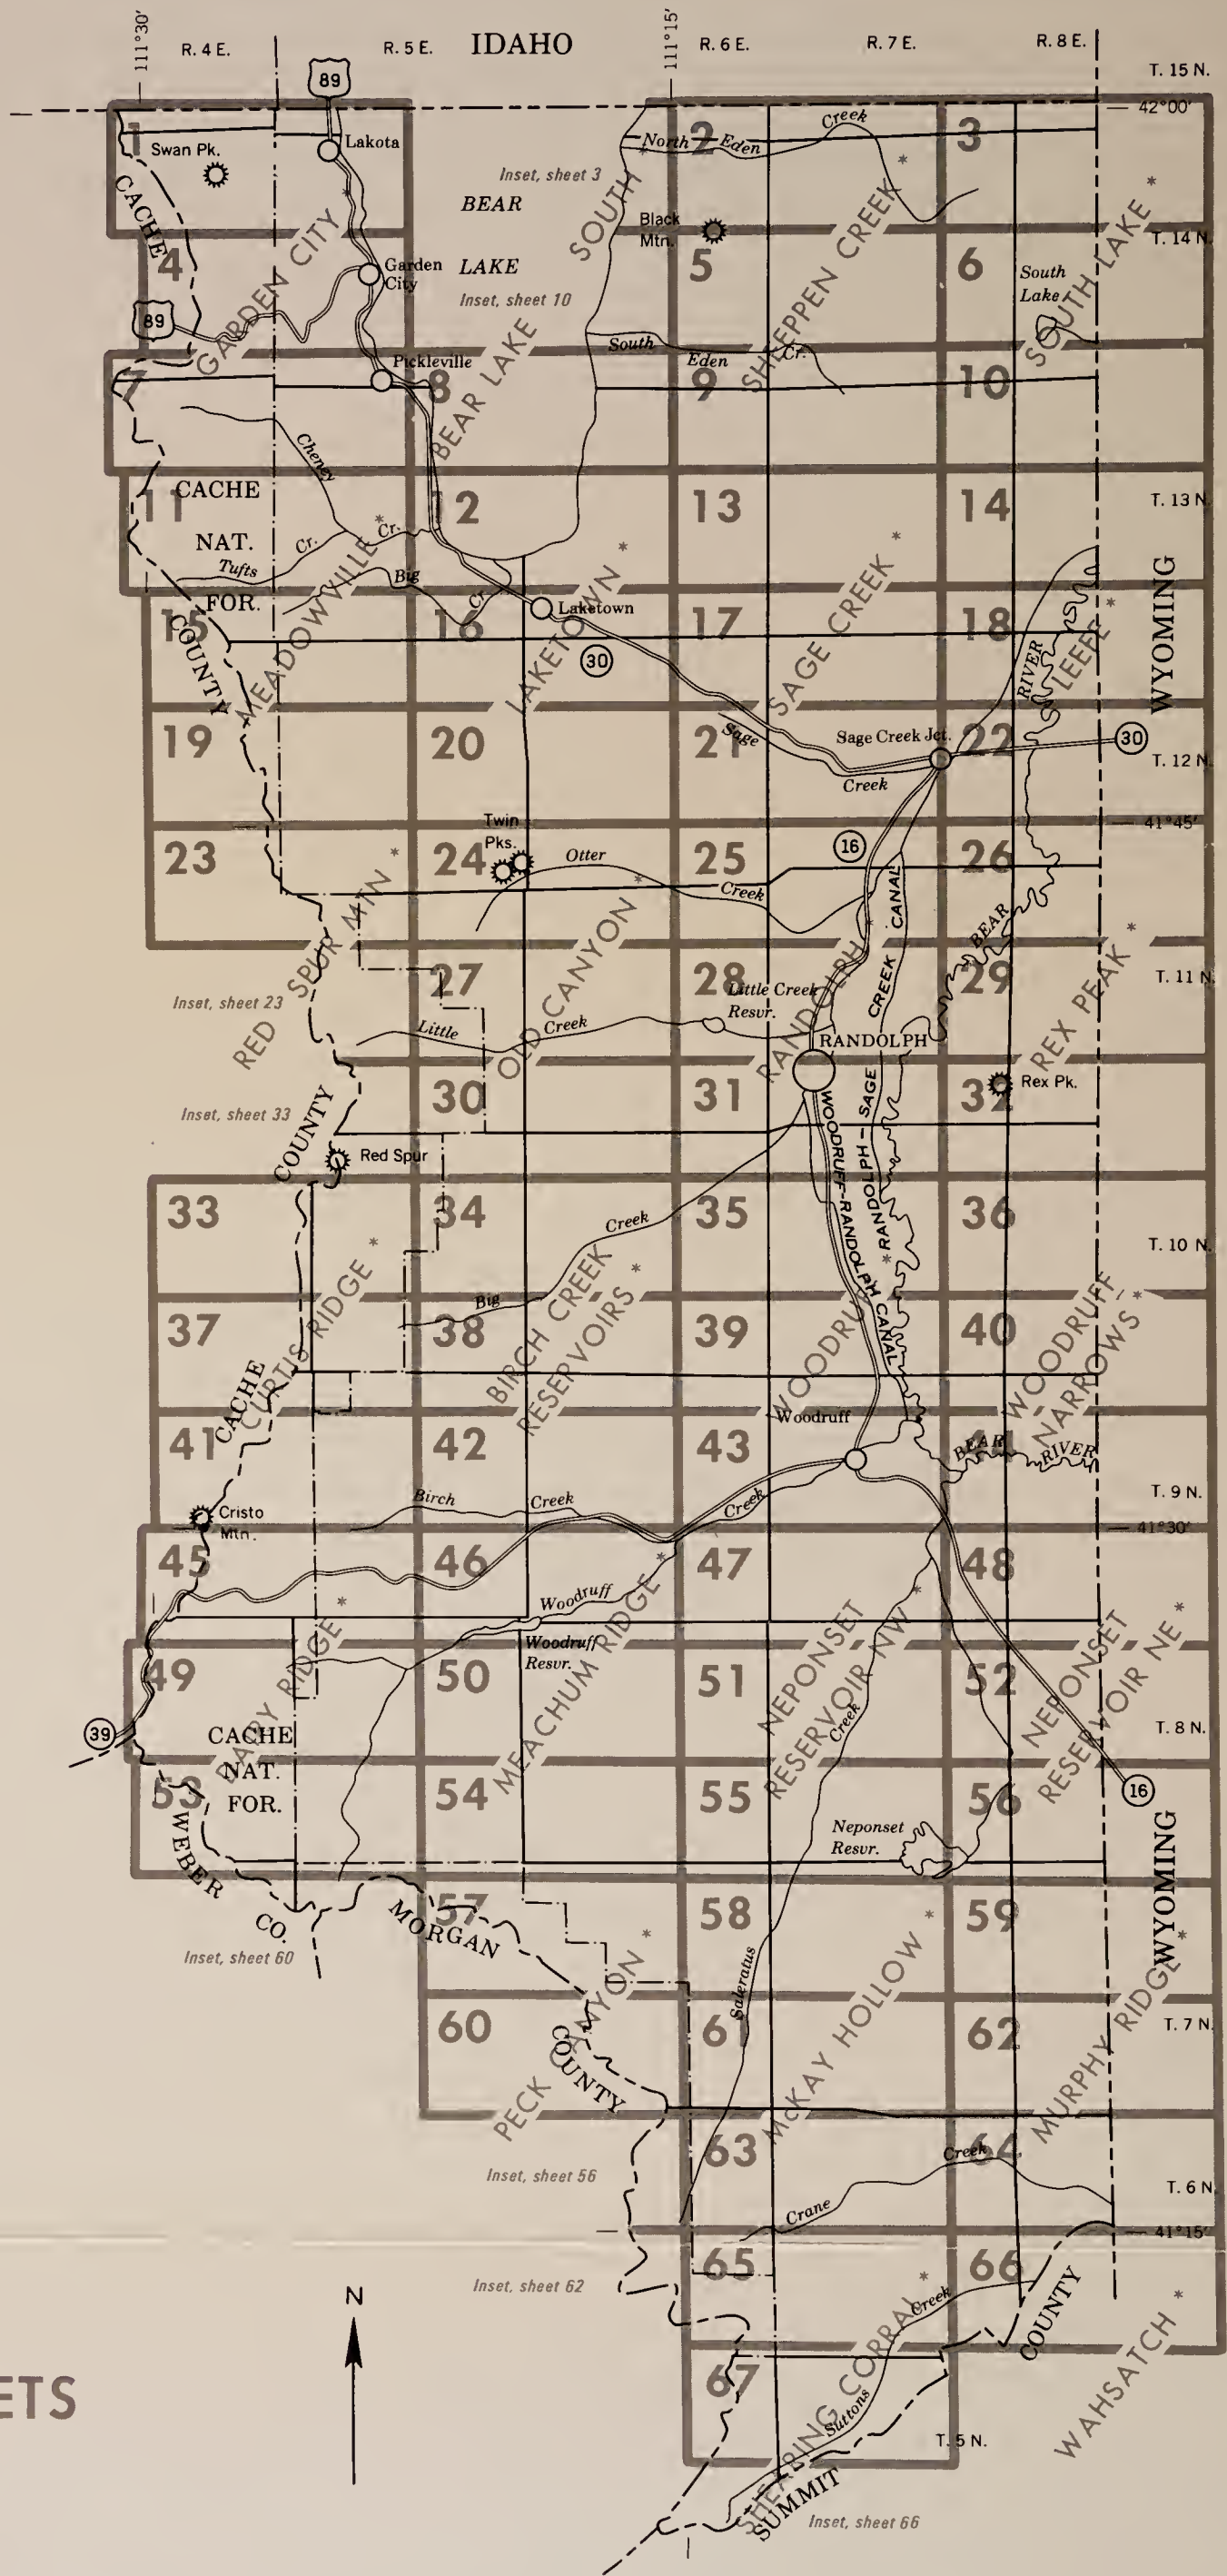 111°30'
R. 4 E.
R. 5 E.
IDAHO
111°15'
R. 6 E.
R. 7 E.
R. 8 E.
T. 15 N.
89
42°00'
1
Swan Pk.
Lakota
Inset, sheet 3
BEAR
LAKE
Inset, sheet 10
CACHE
GARDEN CITY
BEAR LAKE SOUTH
2
North Eden Creek
3
Black
Mtn.
SHEEPPEN CREEK
SOUTH LAKE
T. 14 N.
4
Garden
City
89
5
6
South
Lake
Pickleville
South Eden Cr.
7
8
9
10
Cheney
Cr.
CACHE
NAT.
FOR.
11
12
13
14
T. 13 N.
Tufts Cr.
Big Cr.
MEADOWVILLE
Laketown
LAKETOWN
SAGE CREEK
RIVER
LEEFE
WYOMING
COUNTY
15
16
17
18
30
19
20
21
22
Sage Creek
Sage Creek Jct.
30
T. 12 N.
41°45'
Twin
Pks.
16
23
24
25
26
Otter Creek
RED SPUR MTN
OLD CANYON
RANDOLPH
REX PEAK
BEAR
27
28
29
T. 11 N.
Inset, sheet 23
Little Creek
Little Creek
Resvr.
RANDOLPH
RANDOLPH-SAGE CREEK CANAL
30
31
32
Rex Pk.
Inset, sheet 33
COUNTY
Red Spur
WOODRUFF-RANDOLPH CANAL
33
34
35
36
T. 10 N.
Big Creek
CURTIS RIDGE
BIRCH CREEK
RESERVOIRS
WOODRUFF
WOODRUFF
NARROWS
37
38
39
40
CACHE
Woodruff
41
42
43
44
BEAR RIVER
Birch Creek
Creek
T. 9 N.
Cristo
Mtn.
41°30'
45
46
47
48
Woodruff
Woodruff
Resvr.
DAIRY RIDGE
MEACHUM RIDGE
NEPONSET
RESERVOIR NW
NEPONSET
RESERVOIR NE
49
50
51
52
39
CACHE
NAT.
FOR.
T. 8 N.
53
54
55
56
16
Neponset
Resvr.
WYOMING
WEBER
CO.
MORGAN
COUNTY
57
58
59
Inset, sheet 60
Saleratus
Creek
PECK CANYON
McKAY HOLLOW
MURPHY RIDGE
60
61
62
T. 7 N.
63
64
Inset, sheet 56
Crane Creek
T. 6 N.
41°15'
65
66
Inset, sheet 62
N
COUNTY
WAHSATCH
Suttons Creek
SHEARING CORRAL
67
ETS
T. 5 N.
SUMMIT
Inset, sheet 66